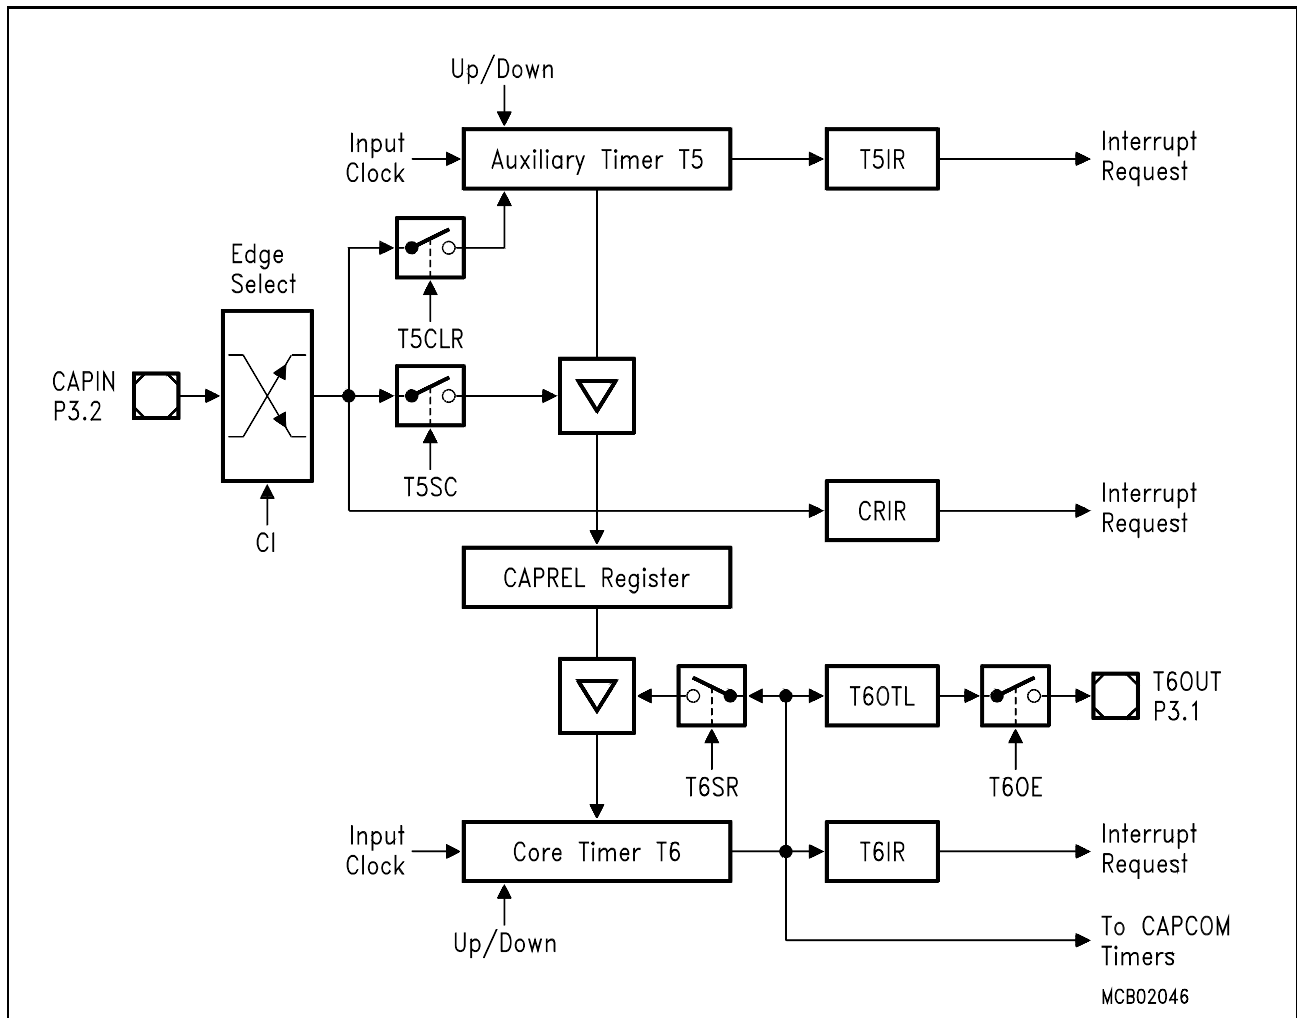 Up/Down
Input
Clock
Auxiliary Timer T5
T5IR
Interrupt
Request
Edge
Select
T5CLR
CAPIN
P3.2
T5SC
CI
CRIR
Interrupt
Request
CAPREL Register
T6OTL
T6OUT
P3.1
T6SR
T6OE
Input
Clock
Core Timer T6
T6IR
Interrupt
Request
Up/Down
To CAPCOM
Timers
MCB02046